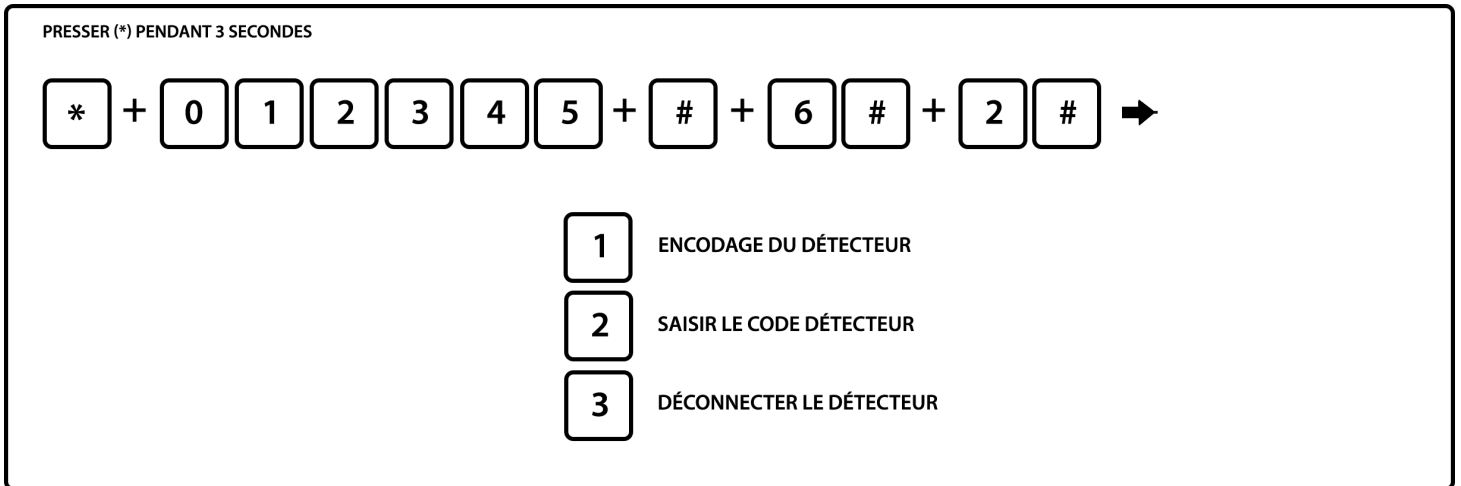 PRESSER (*) PENDANT 3 SECONDES
* + 0 1 2 3 4 5 + # + 6 # + 2 #
1 ENCODAGE DU DÉTECTEUR
2 SAISIR LE CODE DÉTECTEUR
3 DÉCONNECTER LE DÉTECTEUR